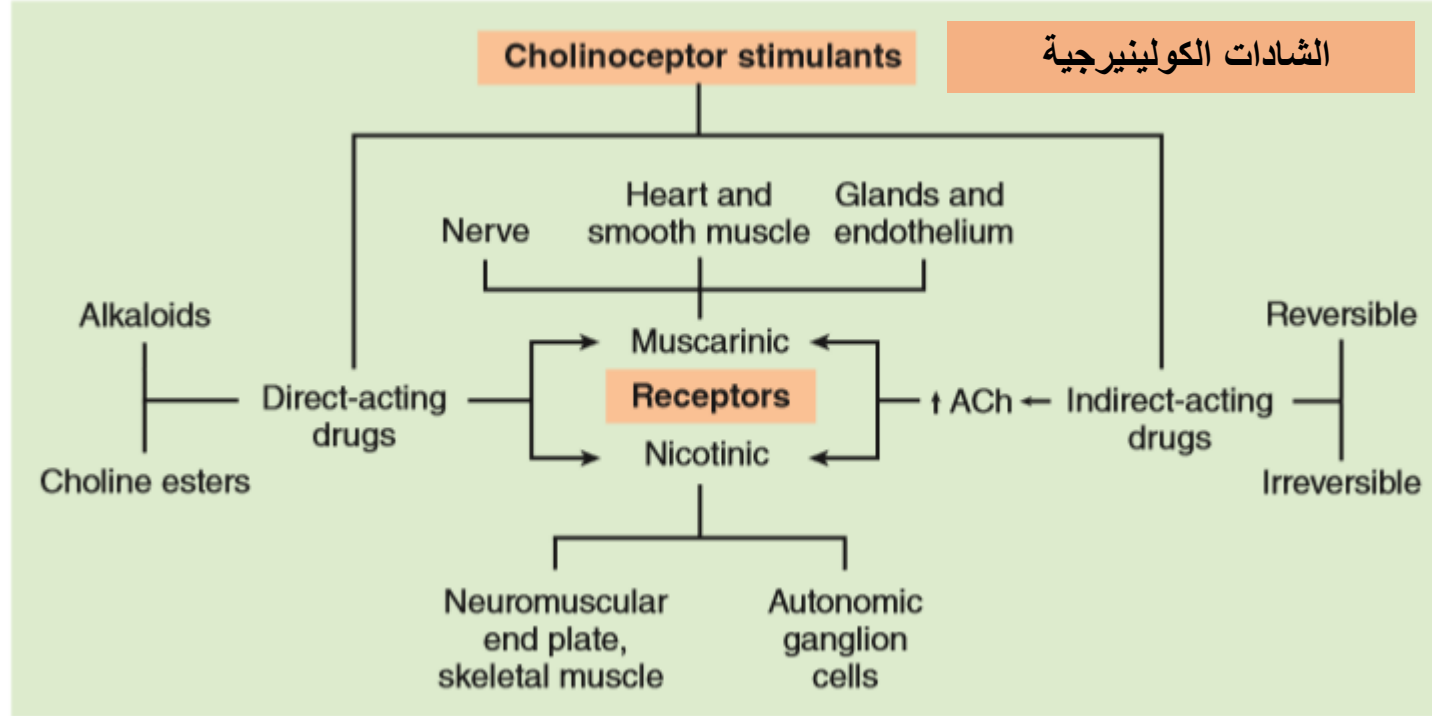 Cholinoceptor stimulants
الشادات الكولينيرجية
Nerve
Heart and
smooth muscle
Glands and
endothelium
Alkaloids
Choline esters
Direct-acting
drugs
Muscarinic
Receptors
Nicotinic
↑ ACh ←
Indirect-acting
drugs
Reversible
Irreversible
Neuromuscular
end plate,
skeletal muscle
Autonomic
ganglion
cells